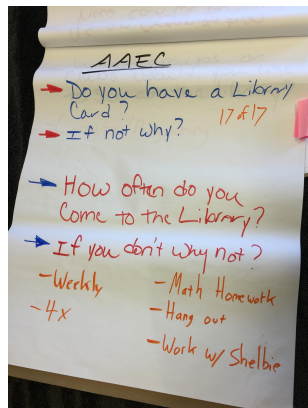 AAEC
Do you have a Library
Card?
17 of 17
If not why?
How often do you
Come to the Library?
If you don't why not?
- Weekly
- 4x
- Math Homework
- Hang out
- Work w/ Shelbie